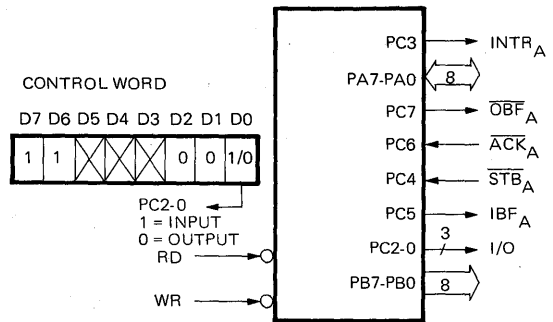 CONTROL WORD
D7 D6 D5 D4 D3 D2 D1 D0
1 1 0 0 1/0
PC2-0
1 = INPUT
0 = OUTPUT
RD
WR
PC3 INTRA
PA7-PA0 8
PC7 OBFA
PC6 ACKA
PC4 STBA
PC5 IBFA
PC2-0 3 I/O
PB7-PB0 8